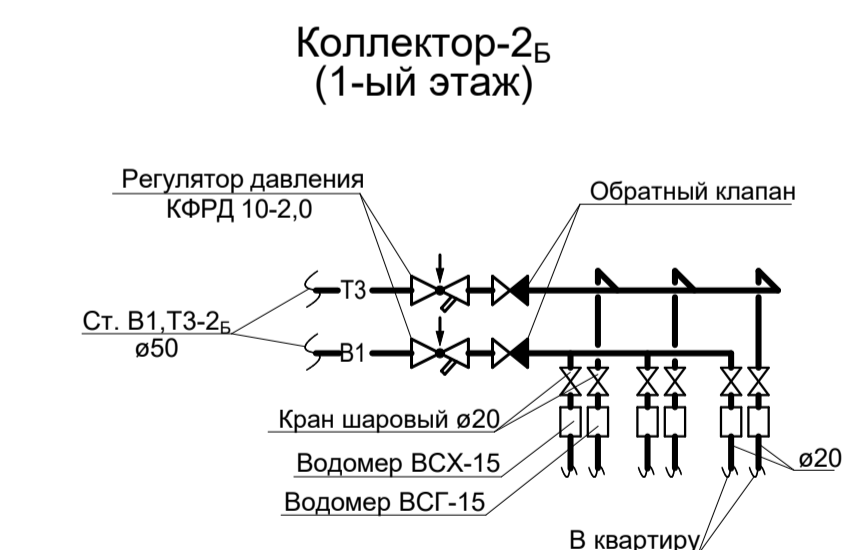 Коллектор-2Б
(1-ый этаж)
Регулятор давления
КФРД 10-2,0
Обратный клапан
Т3
Ст. В1,Т3-2Б
ø50
В1
Кран шаровый ø20
Водомер ВСХ-15
ø20
Водомер ВСГ-15
В квартиру